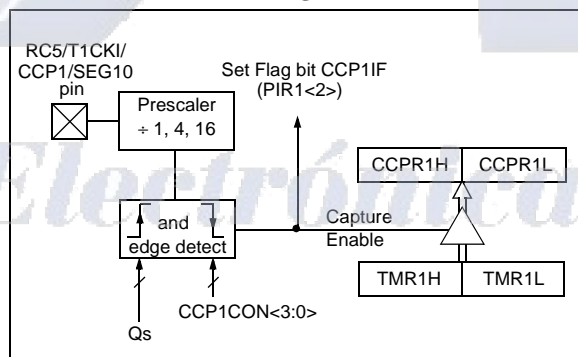 RC5/T1CKI/
CCP1/SEG10
pin
Set Flag bit CCP1IF
(PIR1<2>)
Prescaler
÷ 1, 4, 16
CCPR1H
CCPR1L
and
edge detect
Capture
Enable
TMR1H
TMR1L
CCP1CON<3:0>
Qs
Electrónica